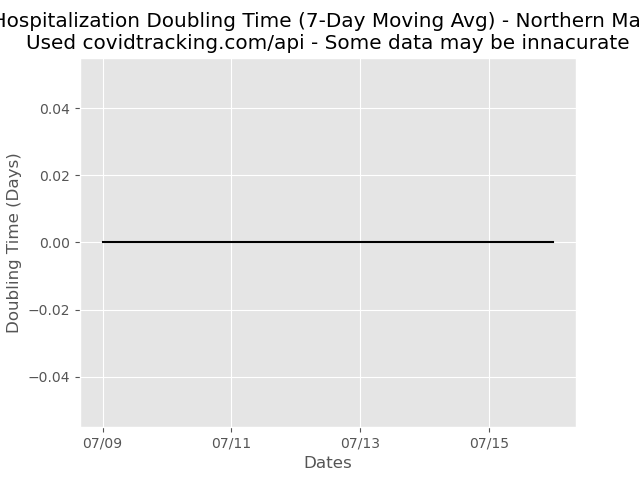 Hospitalization Doubling Time (7-Day Moving Avg) - Northern Ma
Used covidtracking.com/api - Some data may be innacurate
Doubling Time (Days)
0.04
0.02
0.00
−0.02
−0.04
07/09 07/11 07/13 07/15
Dates